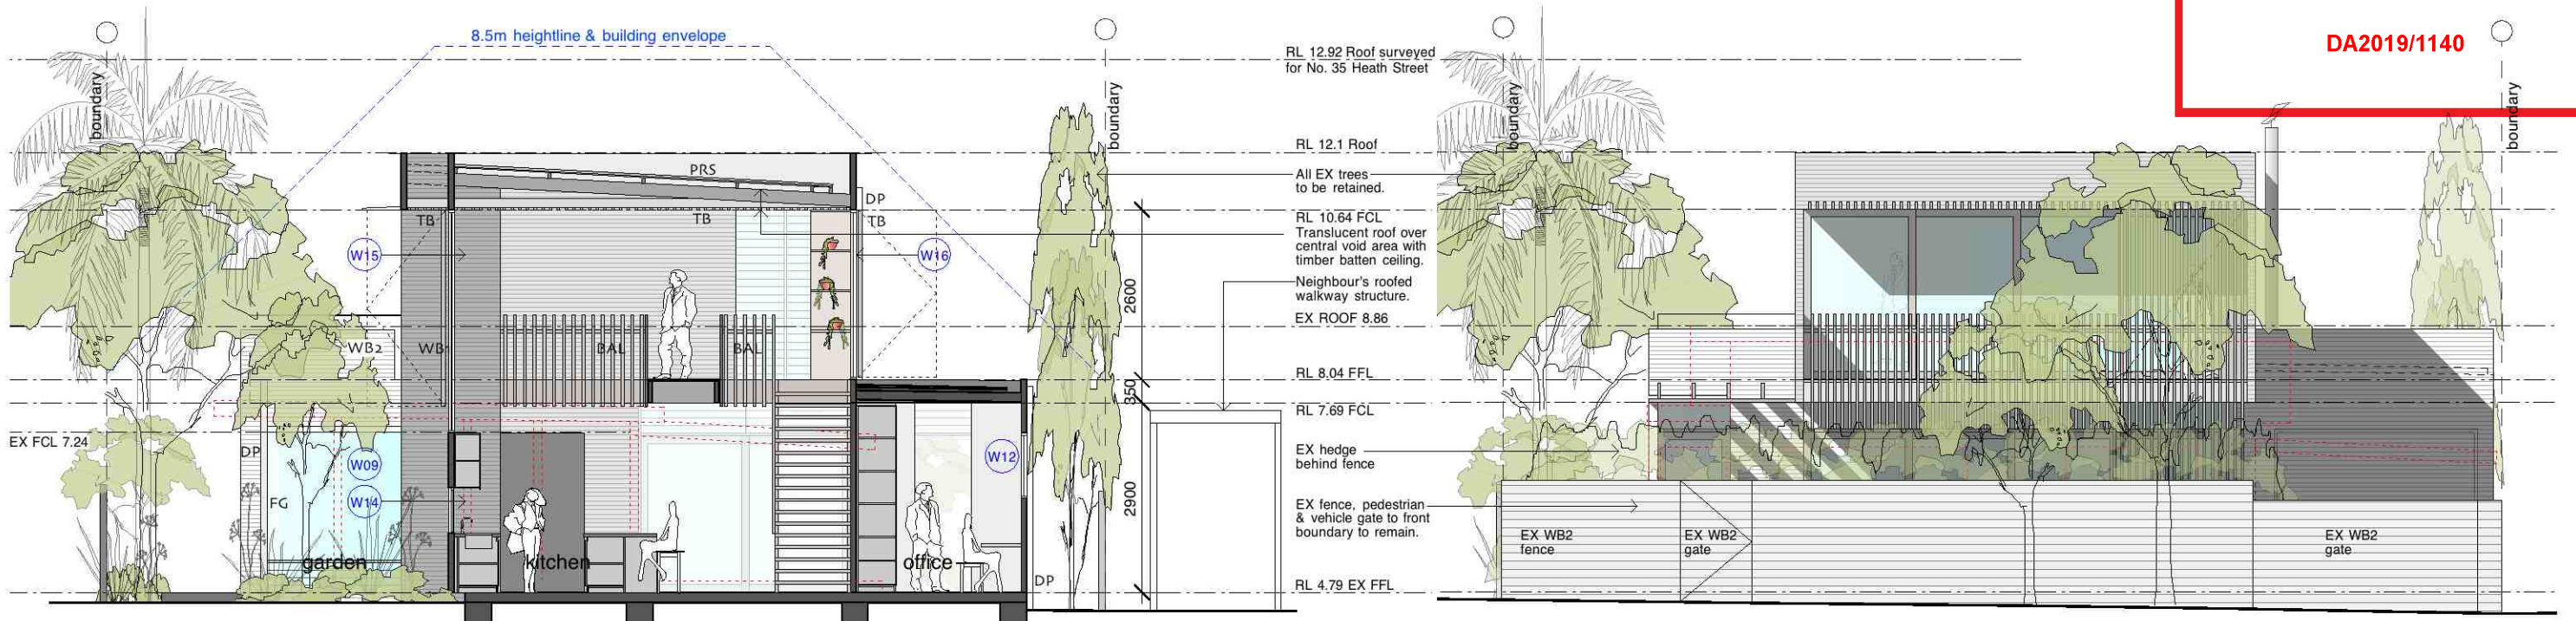 DA2019/1140
8.5m heightline & building envelope
boundary
boundary
boundary
boundary
RL 12.92 Roof surveyed
for No. 35 Heath Street
RL 12.1 Roof
All EX trees
to be retained.
RL 10.64 FCL
Translucent roof over
central void area with
timber batten ceiling.
Neighbour's roofed
walkway structure.
EX ROOF 8.86
RL 8.04 FFL
RL 7.69 FCL
EX hedge
behind fence
EX fence, pedestrian
& vehicle gate to front
boundary to remain.
RL 4.79 EX FFL
2600
350
2900
PRS
DP
TB
TB
TB
W15
W16
WB2
WB
BAL
BAL
EX FCL 7.24
DP
W09
W14
FG
W12
garden
kitchen
office
DP
EX WB2
fence
EX WB2
gate
EX WB2
gate